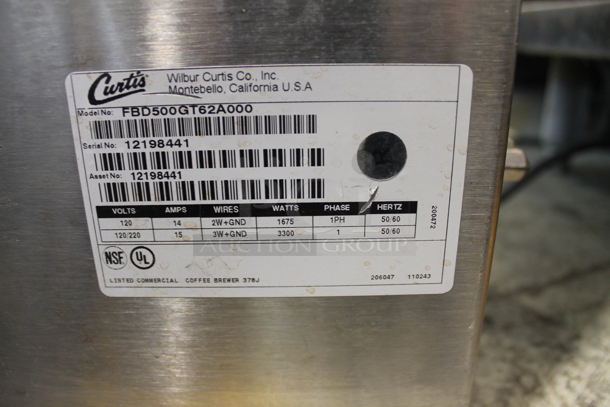 Curtis
Wilbur Curtis Co., Inc.
Montebello, California U.S.A
Model No: FBD500GT62A000
Serial No: 12198441
Asset No: 12198441
VOLTS AMPS WIRES WATTS PHASE HERTZ
120 14 2W+GND 1675 1PH 50/60
120/220 15 3W+GND 3300 1 50/60
200472
AUCTION GROUP
NSF UL
LISTED COMMERCIAL COFFEE BREWER 378J
206047 110243